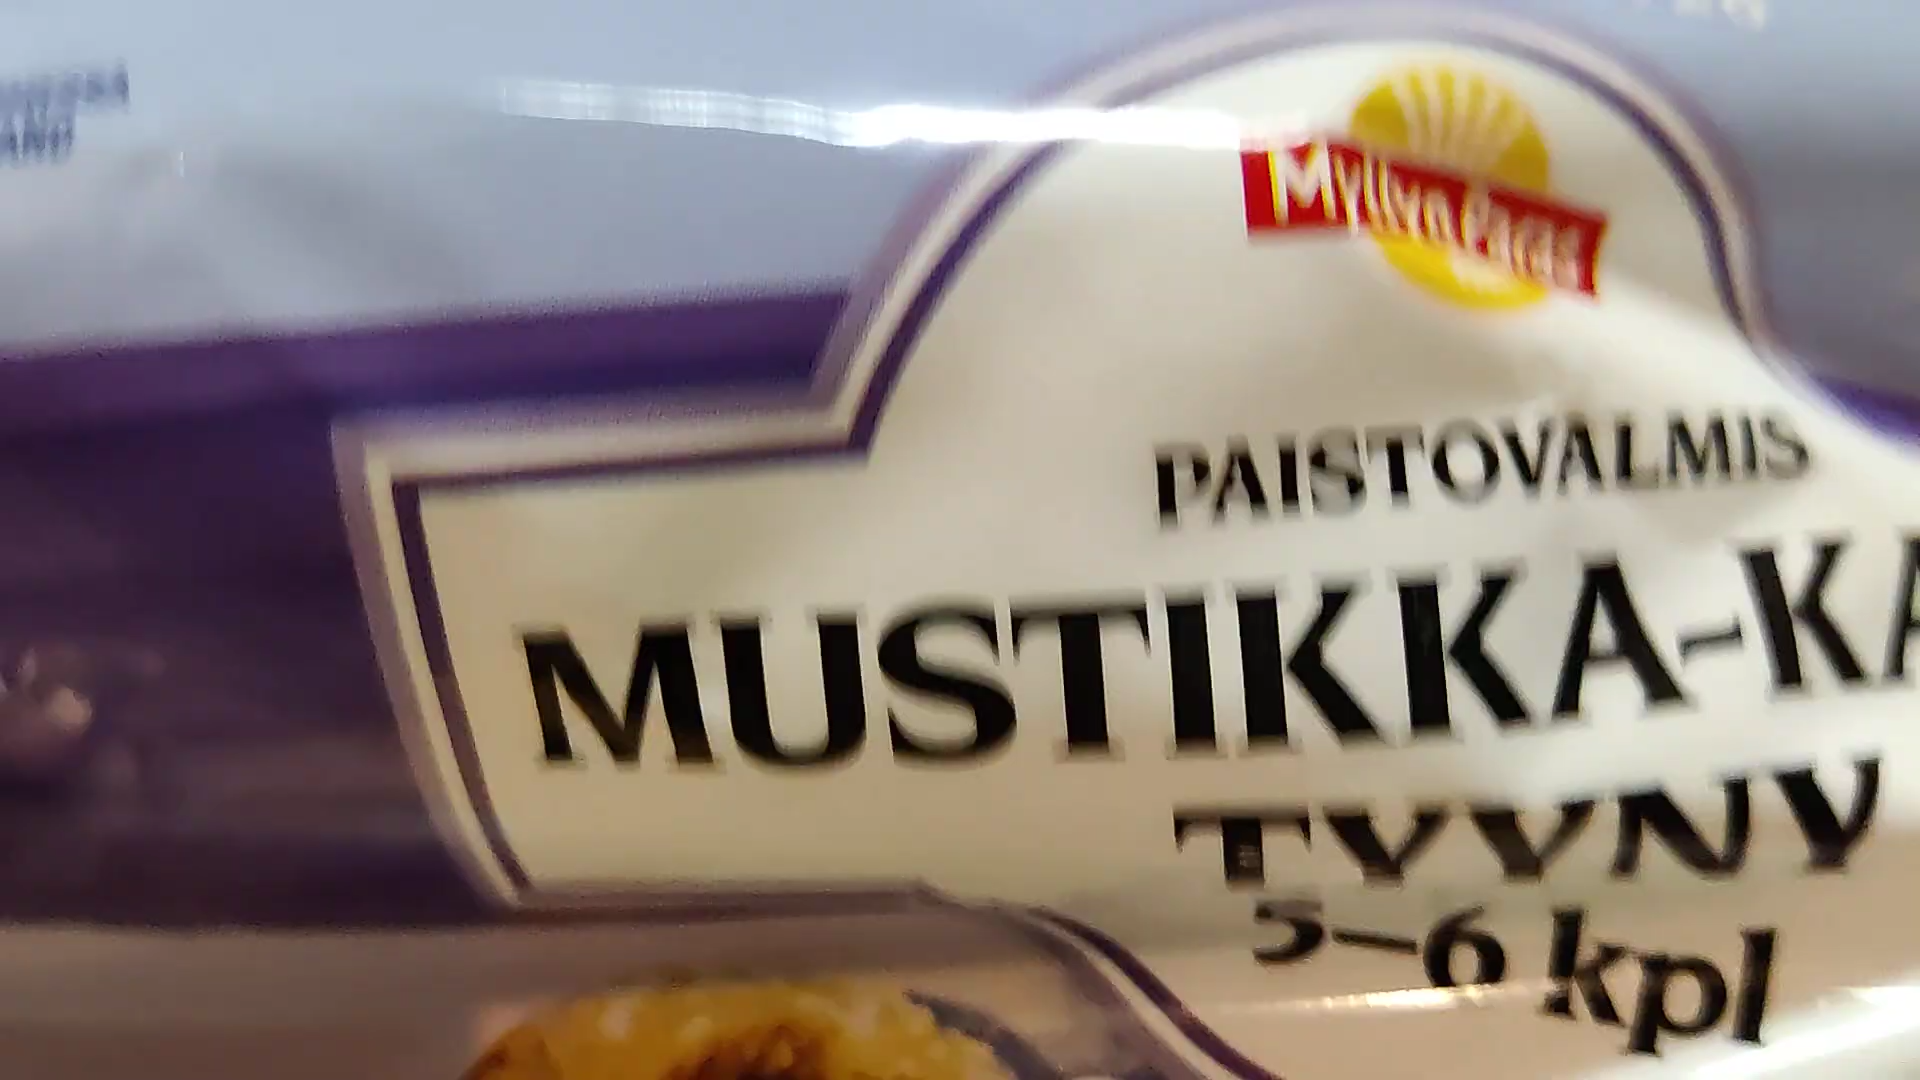 Myllyn Paras
PAISTOVALMIS
MUSTIKKA-KA
TYYNY
5–6 kpl